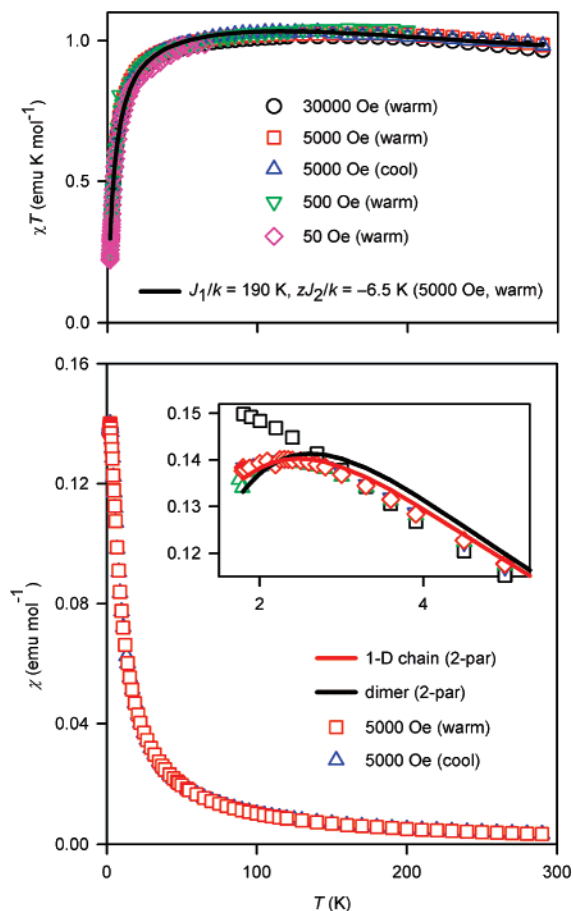 χT (emu K mol⁻¹)
1.0
0.5
0.0
30000 Oe (warm)
5000 Oe (warm)
5000 Oe (cool)
500 Oe (warm)
50 Oe (warm)
J₁/k = 190 K, zJ₂/k = –6.5 K (5000 Oe, warm)
χ (emu mol⁻¹)
0.16
0.12
0.08
0.04
0.00
0.15
0.14
0.13
0.12
2 4
1-D chain (2-par)
dimer (2-par)
5000 Oe (warm)
5000 Oe (cool)
0 100 200 300
T (K)